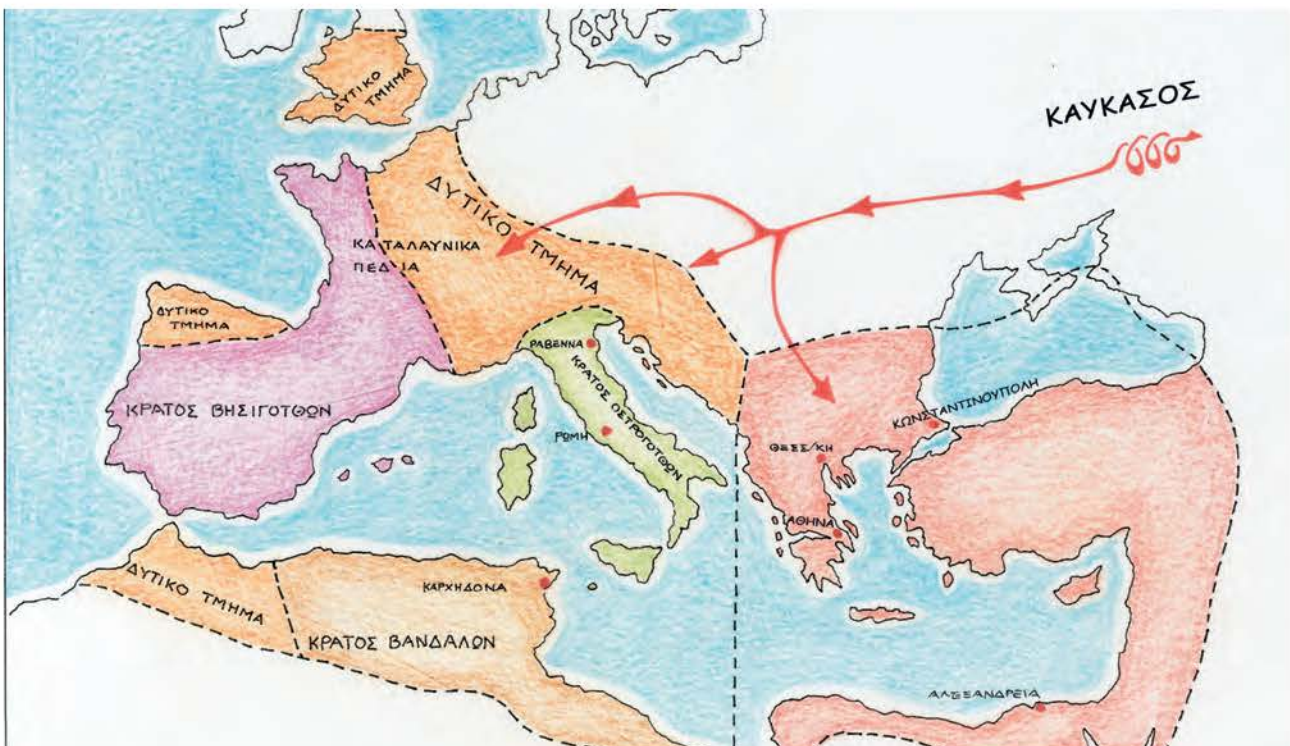 ΔΥΤΙΚΟ
ΤΜΗΜΑ
ΚΑΥΚΑΣΟΣ
ΔΥΤΙΚΟ ΤΜΗΜΑ
ΚΑΤΑΛΑΥΝΙΚΑ
ΠΕΔΙΑ
ΔΥΤΙΚΟ
ΤΜΗΜΑ
ΡΑΒΕΝΝΑ
ΚΡΑΤΟΣ ΟΣΤΡΟΓΟΤΘΩΝ
ΚΡΑΤΟΣ ΒΗΣΙΓΟΤΘΩΝ
ΡΩΜΗ
ΚΩΝΣΤΑΝΤΙΝΟΥΠΟΛΗ
ΘΕΣΣ/ΚΗ
ΑΘΗΝΑ
ΔΥΤΙΚΟ ΤΜΗΜΑ
ΚΑΡΧΗΔΟΝΑ
ΚΡΑΤΟΣ ΒΑΝΔΑΛΩΝ
ΑΛΕΞΑΝΔΡΕΙΑ